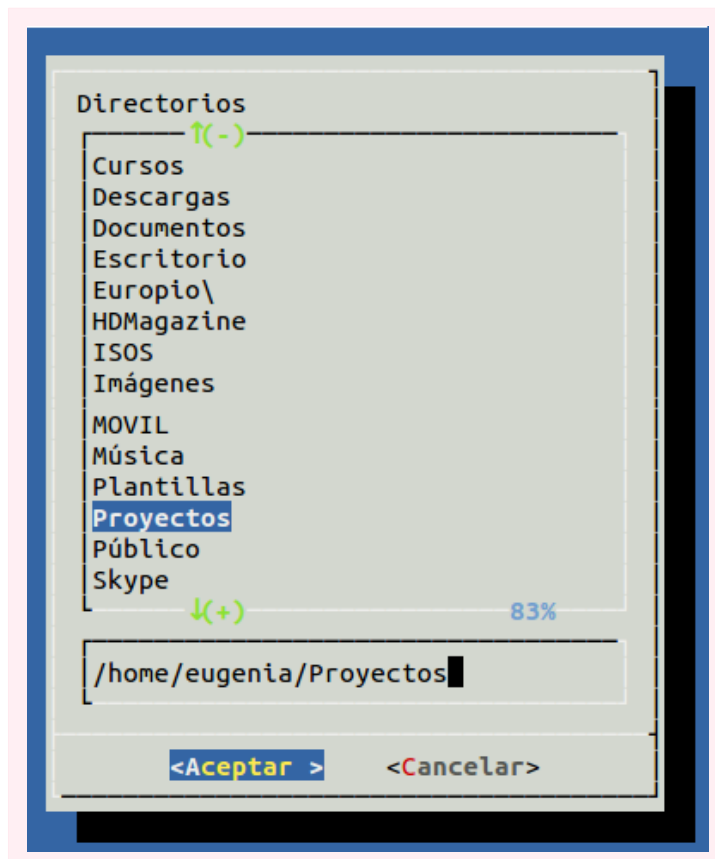 Directorios
↑(-)
Cursos
Descargas
Documentos
Escritorio
Europio\
HDMagazine
ISOS
Imágenes
MOVIL
Música
Plantillas
Proyectos
Público
Skype
↓(+) 83%
/home/eugenia/Proyectos
<Aceptar > <Cancelar>